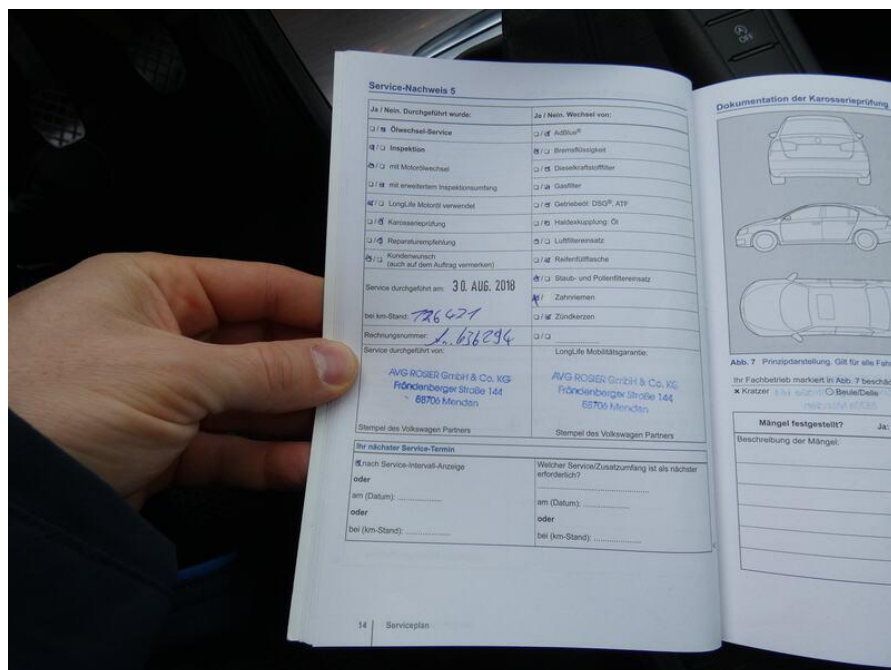 OFF
Service-Nachweis 5
Ja / Nein. Durchgeführt wurde:
Ölwechsel-Service
Inspektion
mit Motorölwechsel
mit erweitertem Inspektionsumfang
LongLife Motoröl verwendet
Karosserieprüfung
Reparaturempfehlung
Kundenwunsch
(auch auf dem Auftrag vermerken)
Service durchgeführt am: 30. AUG. 2018
bei km-Stand: 126421
Rechnungsnummer: 636294
Service durchgeführt von:
AVG ROSIER GmbH & Co. KG
Fröndenberger Straße 144
58706 Menden
Stempel des Volkswagen Partners
Ja / Nein. Wechsel von:
AdBlue®
Bremsflüssigkeit
Dieselkraftstofffilter
Gasfilter
Getriebeöl: DSG®, ATF
Haldexkupplung: Öl
Luftfiltereinsatz
Reifenfüllflasche
Staub- und Pollenfiltereinsatz
Zahnriemen
Zündkerzen
LongLife Mobilitätsgarantie:
AVG ROSIER GmbH & Co. KG
Fröndenberger Straße 144
58706 Menden
Stempel des Volkswagen Partners
Ihr nächster Service-Termin
nach Service-Intervall-Anzeige
oder
am (Datum): ..................
oder
bei (km-Stand): ..................
Welcher Service/Zusatzumfang ist als nächster
erforderlich?
am (Datum): ..................
oder
bei (km-Stand): ..................
14 Serviceplan
Dokumentation der Karosserieprüfung
Abb. 7 Prinzipdarstellung. Gilt für alle
Ihr Fachbetrieb markiert in Abb. 7
× Kratzer ○ Beule/Delle
Mängel festgestellt? Ja:
Beschreibung der Mängel: